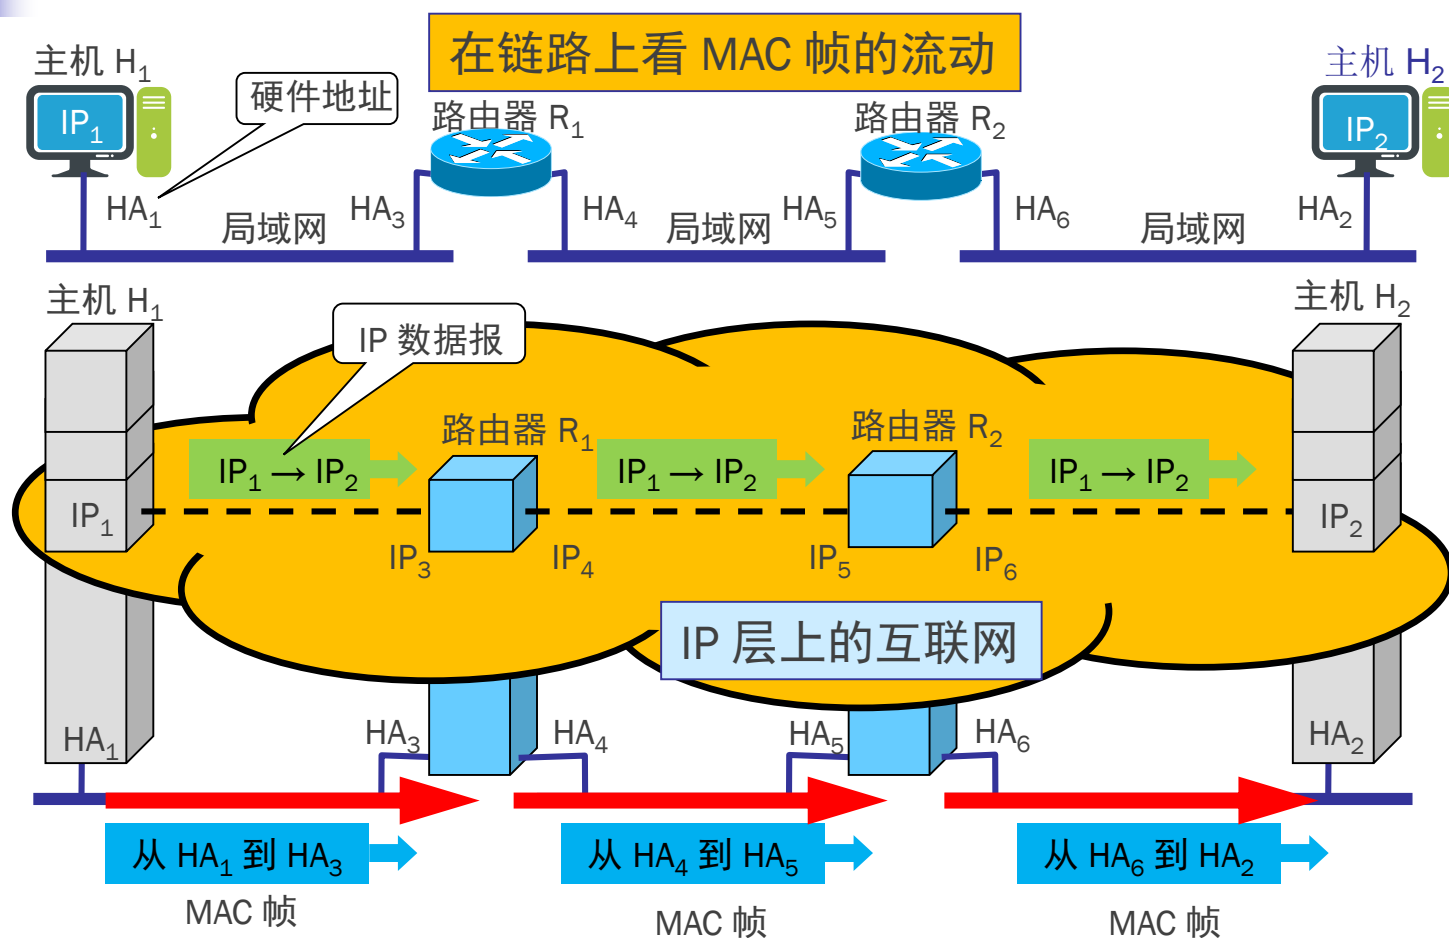 在链路上看 MAC 帧的流动
主机 H₁
硬件地址
路由器 R₁
路由器 R₂
主机 H₂
IP₁
IP₂
HA₁
HA₃
HA₄
HA₅
HA₆
HA₂
局域网
局域网
局域网
主机 H₁
主机 H₂
IP 数据报
路由器 R₁
路由器 R₂
IP₁ → IP₂
IP₁ → IP₂
IP₁ → IP₂
IP₁
IP₂
IP₃
IP₄
IP₅
IP₆
IP 层上的互联网
HA₁
HA₃
HA₄
HA₅
HA₆
HA₂
从 HA₁ 到 HA₃
从 HA₄ 到 HA₅
从 HA₆ 到 HA₂
MAC 帧
MAC 帧
MAC 帧